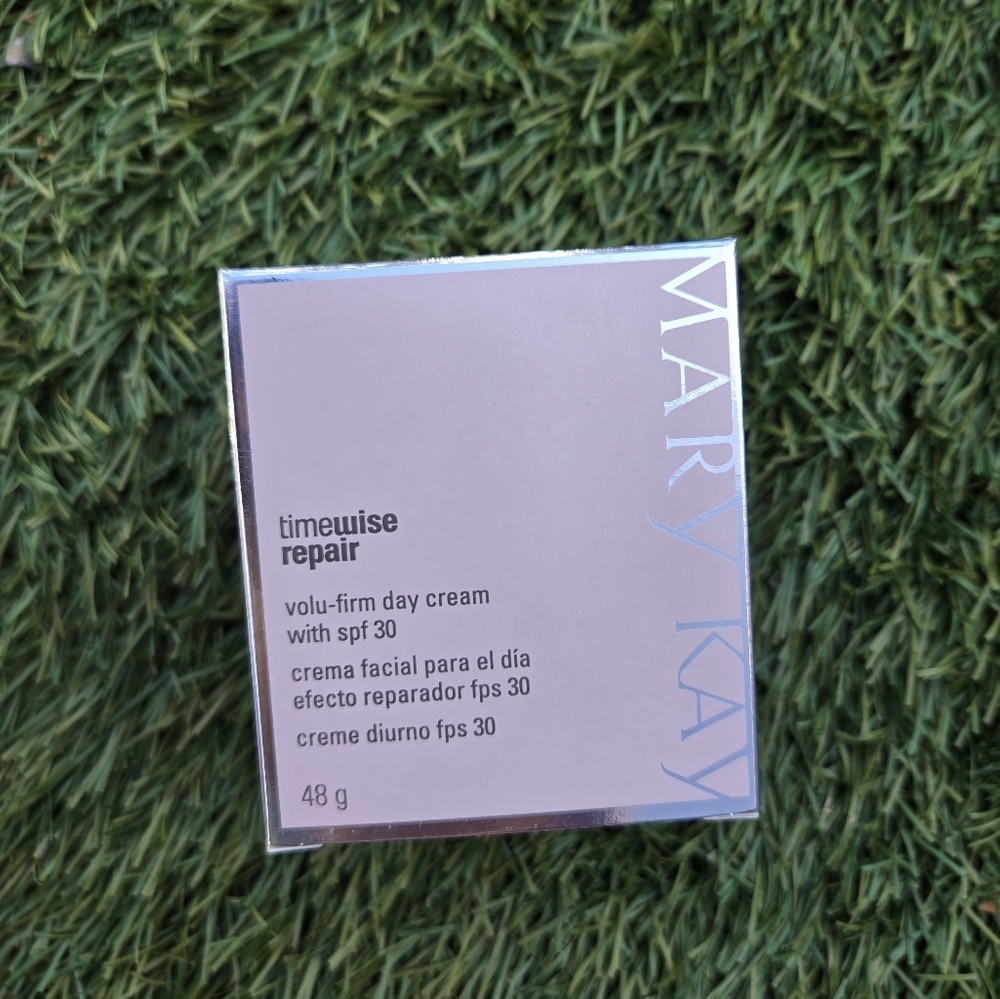 MARY KAY
timewise
repair
volu-firm day cream
with spf 30
crema facial para el día
efecto reparador fps 30
creme diurno fps 30
48 g